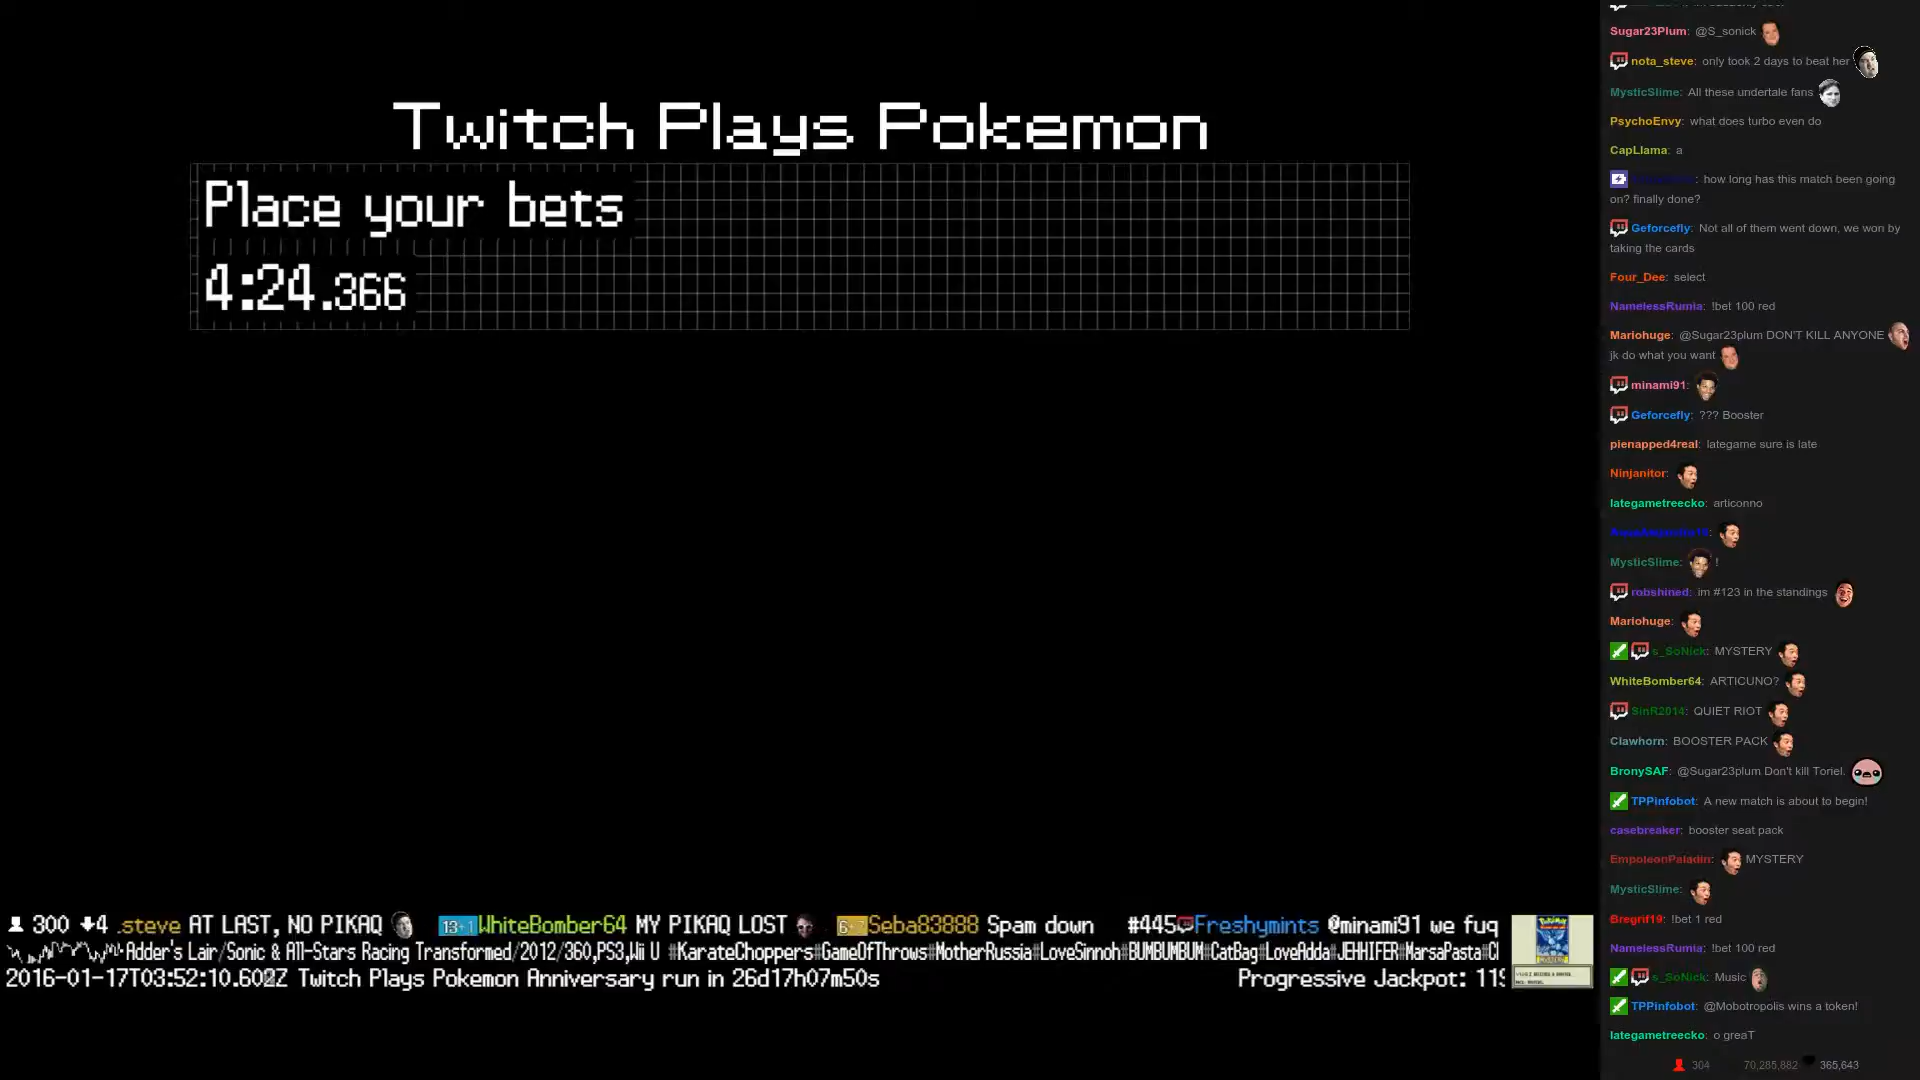 Twitch Plays Pokemon
Place your bets
4:24.366
Sugar23Plum: @S_sonick
nota_steve: only took 2 days to beat her
MysticSlime: All these undertale fans
PsychoEnvy: what does turbo even do
CapLlama: a
: how long has this match been going
on? finally done?
Geforcefly: Not all of them went down, we won by
taking the cards
Four_Dee: select
NamelessRumia: !bet 100 red
Mariohuge: @Sugar23plum DON'T KILL ANYONE
jk do what you want
minami91:
Geforcefly: ??? Booster
pienapped4real: lategame sure is late
Ninjanitor:
lategametreecko: articonno
MysticSlime: !
robshined: im #123 in the standings
Mariohuge:
s_SoNick: MYSTERY
WhiteBomber64: ARTICUNO?
SinR2014: QUIET RIOT
Clawhorn: BOOSTER PACK
BronySAF: @Sugar23plum Don't kill Toriel.
TPPinfobot: A new match is about to begin!
casebreaker: booster seat pack
EmpoleonPaladin: MYSTERY
MysticSlime:
Bregrif19: !bet 1 red
NamelessRumia: !bet 100 red
s_SoNick: Music
TPPinfobot: @Mobotropolis wins a token!
lategametreecko: o greaT
304 70,285,882 365,643
300 4 .steve AT LAST, NO PIKAQ 13+1 WhiteBomber64 MY PIKAQ LOST Seba83888 Spam down #445 Freshymints @minami91 we fuq
Adder's Lair/Sonic & All-Stars Racing Transformed/2012/360,PS3,Wii U #KarateChoppers#GameOfThrows#MotherRussia#LoveSinnoh#BUMBUMBUM#CatBag#LoveAdda#JEHHIFER#MarsaPasta#C
2016-01-17T03:52:10. Twitch Plays Pokemon Anniversary run in 26d17h07m50s
Progressive Jackpot: 11